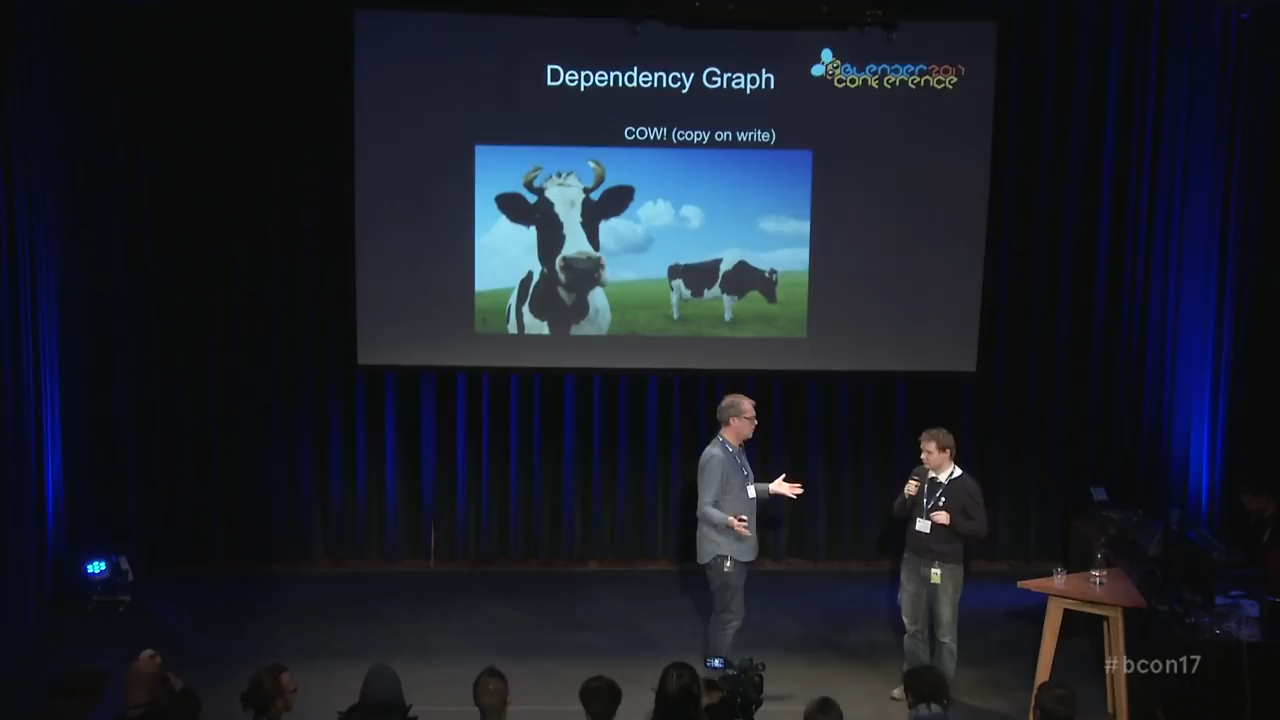 Dependency Graph
BLENDER 2017
CONFERENCE
COW! (copy on write)
#bcon17